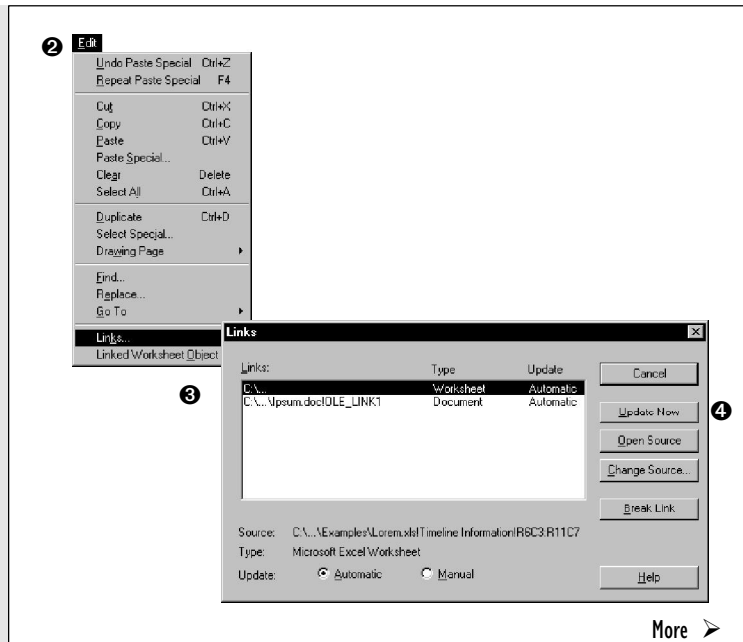 ❷ Edit
Undo Paste Special Ctrl+Z
Repeat Paste Special F4
Cut Ctrl+X
Copy Ctrl+C
Paste Ctrl+V
Paste Special...
Clear Delete
Select All Ctrl+A
Duplicate Ctrl+D
Select Special...
Drawing Page
Find...
Replace...
Go To
Links...
Linked Worksheet Object
❸
Links
Links: Type Update
C:\... Worksheet Automatic
C:\...\Ipsum.doc!OLE_LINK1 Document Automatic
Cancel
Update Now ❹
Open Source
Change Source...
Break Link
Source: C:\...\Examples\Lorem.xls!Timeline Information!R6C3:R11C7
Type: Microsoft Excel Worksheet
Update: Automatic Manual
Help
More ➢